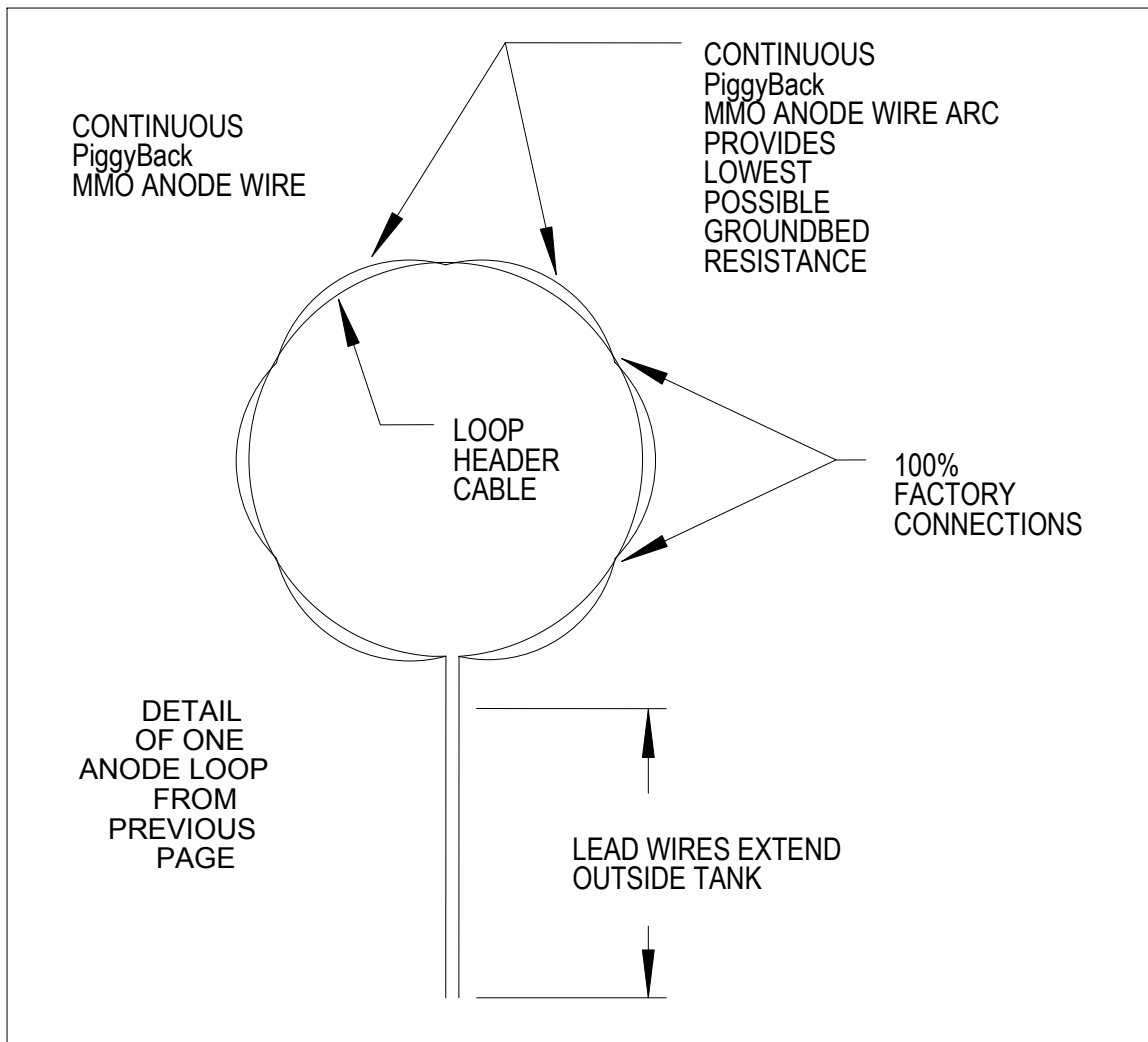 CONTINUOUS
PiggyBack
MMO ANODE WIRE
CONTINUOUS
PiggyBack
MMO ANODE WIRE ARC
PROVIDES
LOWEST
POSSIBLE
GROUNDBED
RESISTANCE
LOOP
HEADER
CABLE
100%
FACTORY
CONNECTIONS
DETAIL
OF ONE
ANODE LOOP
FROM
PREVIOUS
PAGE
LEAD WIRES EXTEND
OUTSIDE TANK